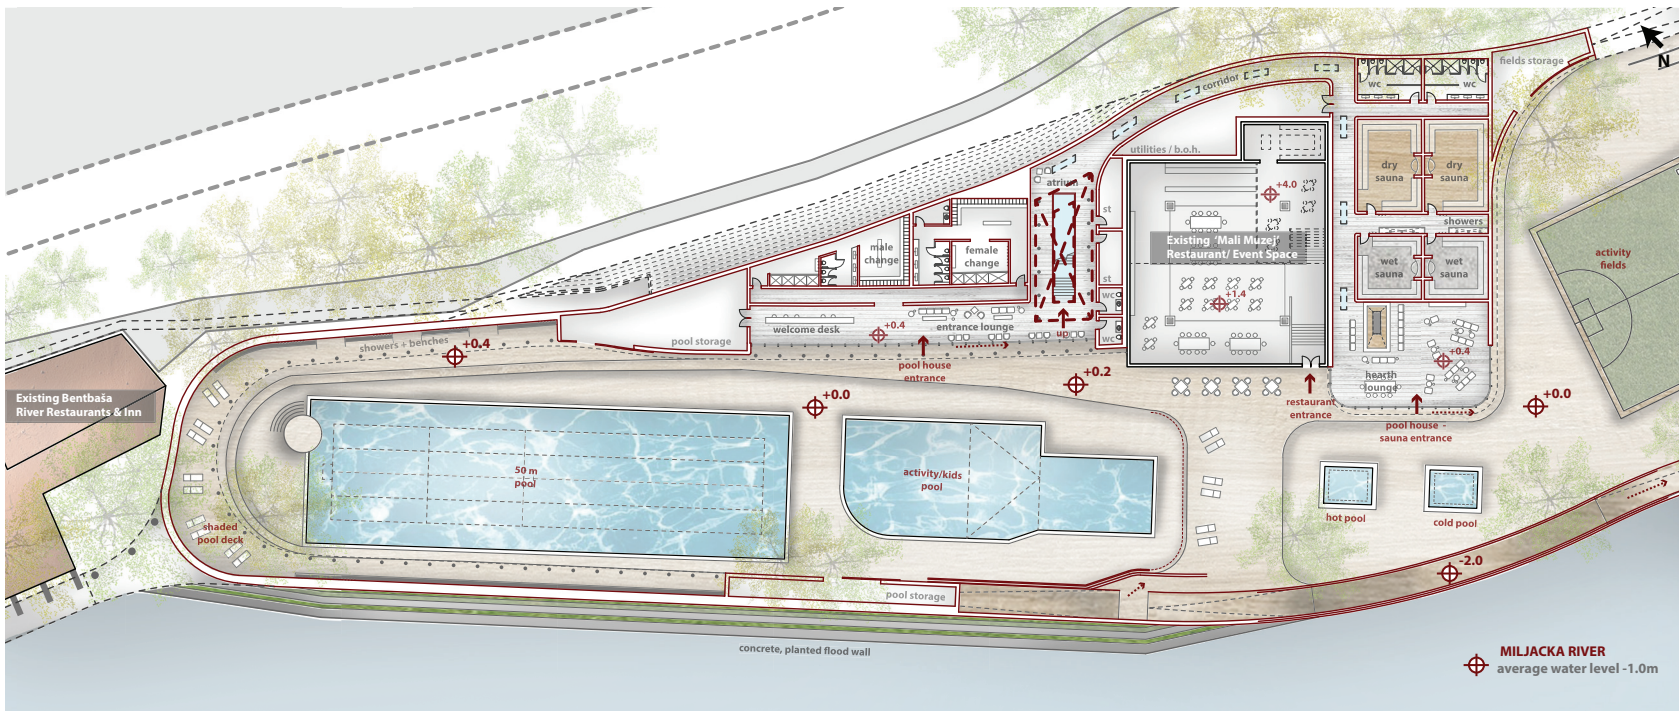 N
fields storage
corridor
wc
wc
utilities / b.o.h.
dry
sauna
dry
sauna
atrium
+4.0
st
showers
male
change
female
change
Existing 'Mali Muzej'
Restaurant/ Event Space
activity
fields
wet
sauna
wet
sauna
st
wc
+1.4
welcome desk
+0.4
entrance lounge
up
wc
showers + benches
+0.4
pool storage
+0.4
pool house
entrance
+0.2
hearth
lounge
Existing Bentbaša
River Restaurants & Inn
+0.0
restaurant
entrance
+0.0
pool house -
sauna entrance
50 m
pool
activity/kids
pool
shaded
pool deck
hot pool
cold pool
-2.0
pool storage
concrete, planted flood wall
MILJACKA RIVER
average water level -1.0m